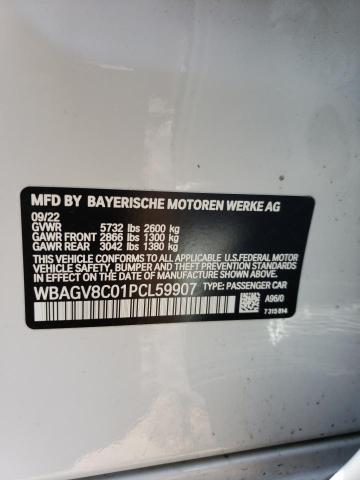 MFD BY BAYERISCHE MOTOREN WERKE AG
09/22
GVWR 5732 lbs 2600 kg
GAWR FRONT 2866 lbs 1300 kg
GAWR REAR 3042 lbs 1380 kg
THIS VEHICLE CONFORMS TO ALL APPLICABLE U.S. FEDERAL MOTOR
VEHICLE SAFETY, BUMPER, AND THEFT PREVENTION STANDARDS
IN EFFECT ON THE DATE OF MANUFACTURE SHOWN ABOVE.
WBAGV8C01PCL59907 TYPE: PASSENGER CAR
A96/0
7 315 814